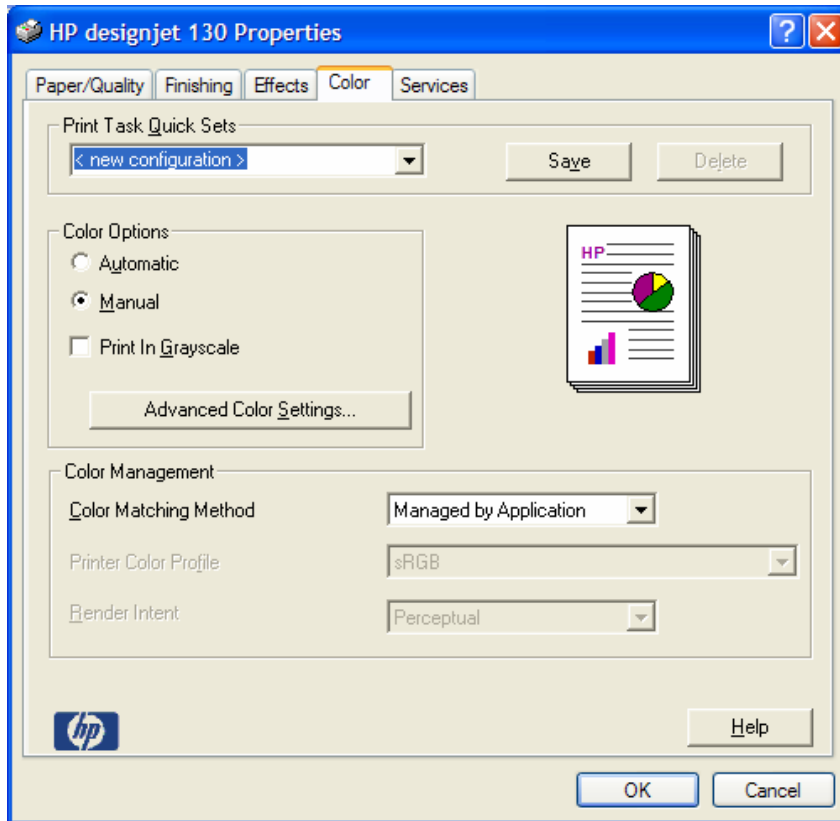 HP designjet 130 Properties
?
X
Paper/Quality Finishing Effects Color Services
Print Task Quick Sets
< new configuration > Save Delete
Color Options
Automatic
Manual
Print In Grayscale
Advanced Color Settings...
HP
Color Management
Color Matching Method Managed by Application
Printer Color Profile sRGB
Render Intent Perceptual
hp
Help
OK Cancel